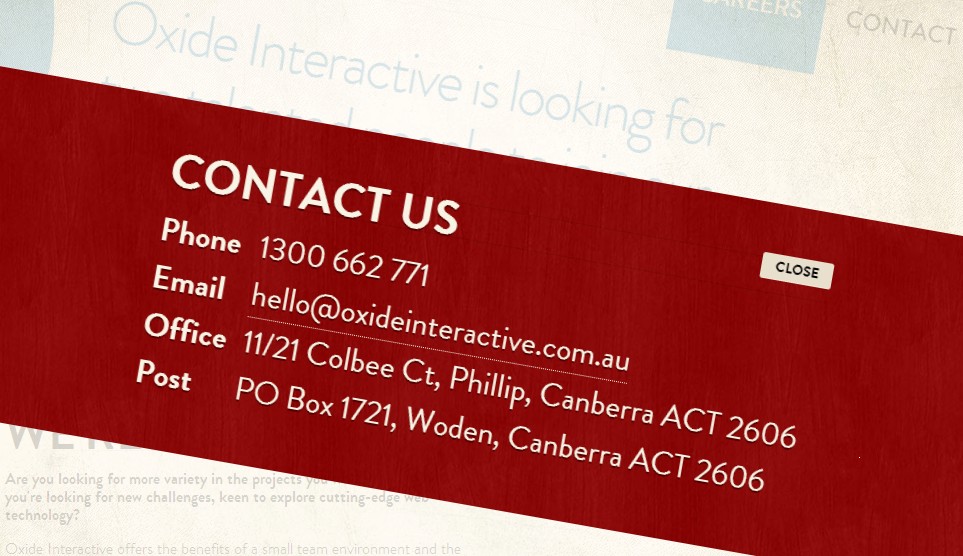 CAREERS
CONTACT
Oxide Interactive is looking for
CONTACT US
Phone 1300 662 771
Email hello@oxideinteractive.com.au
Office 11/21 Colbee Ct, Phillip, Canberra ACT 2606
Post PO Box 1721, Woden, Canberra ACT 2606
CLOSE
Are you looking for more variety in the projects you
you're looking for new challenges, keen to explore cutting-edge web
technology?
Oxide Interactive offers the benefits of a small team environment and the